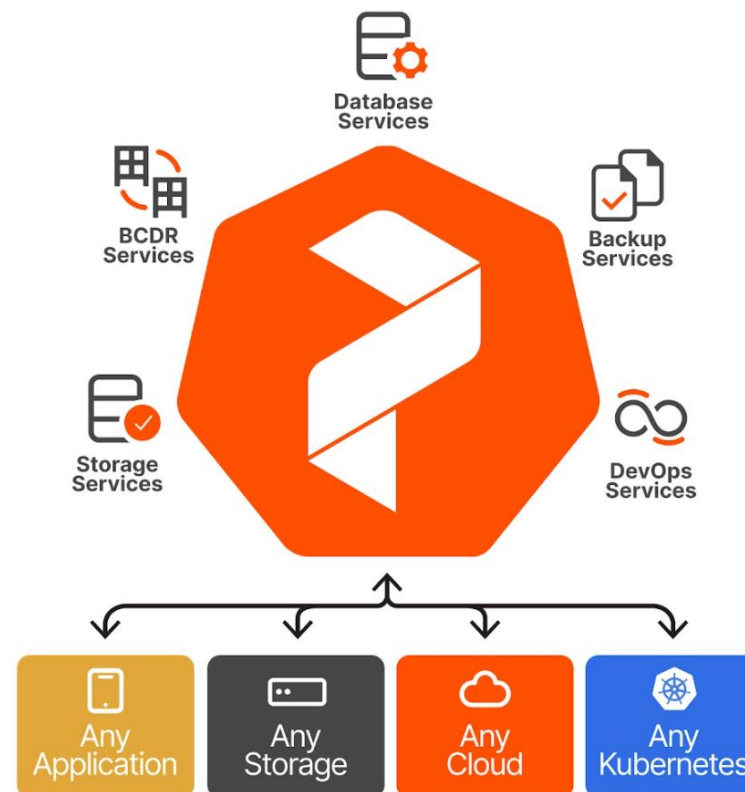 Database
Services
BCDR
Services
Backup
Services
Storage
Services
DevOps
Services
Any
Application
Any
Storage
Any
Cloud
Any
Kubernetes